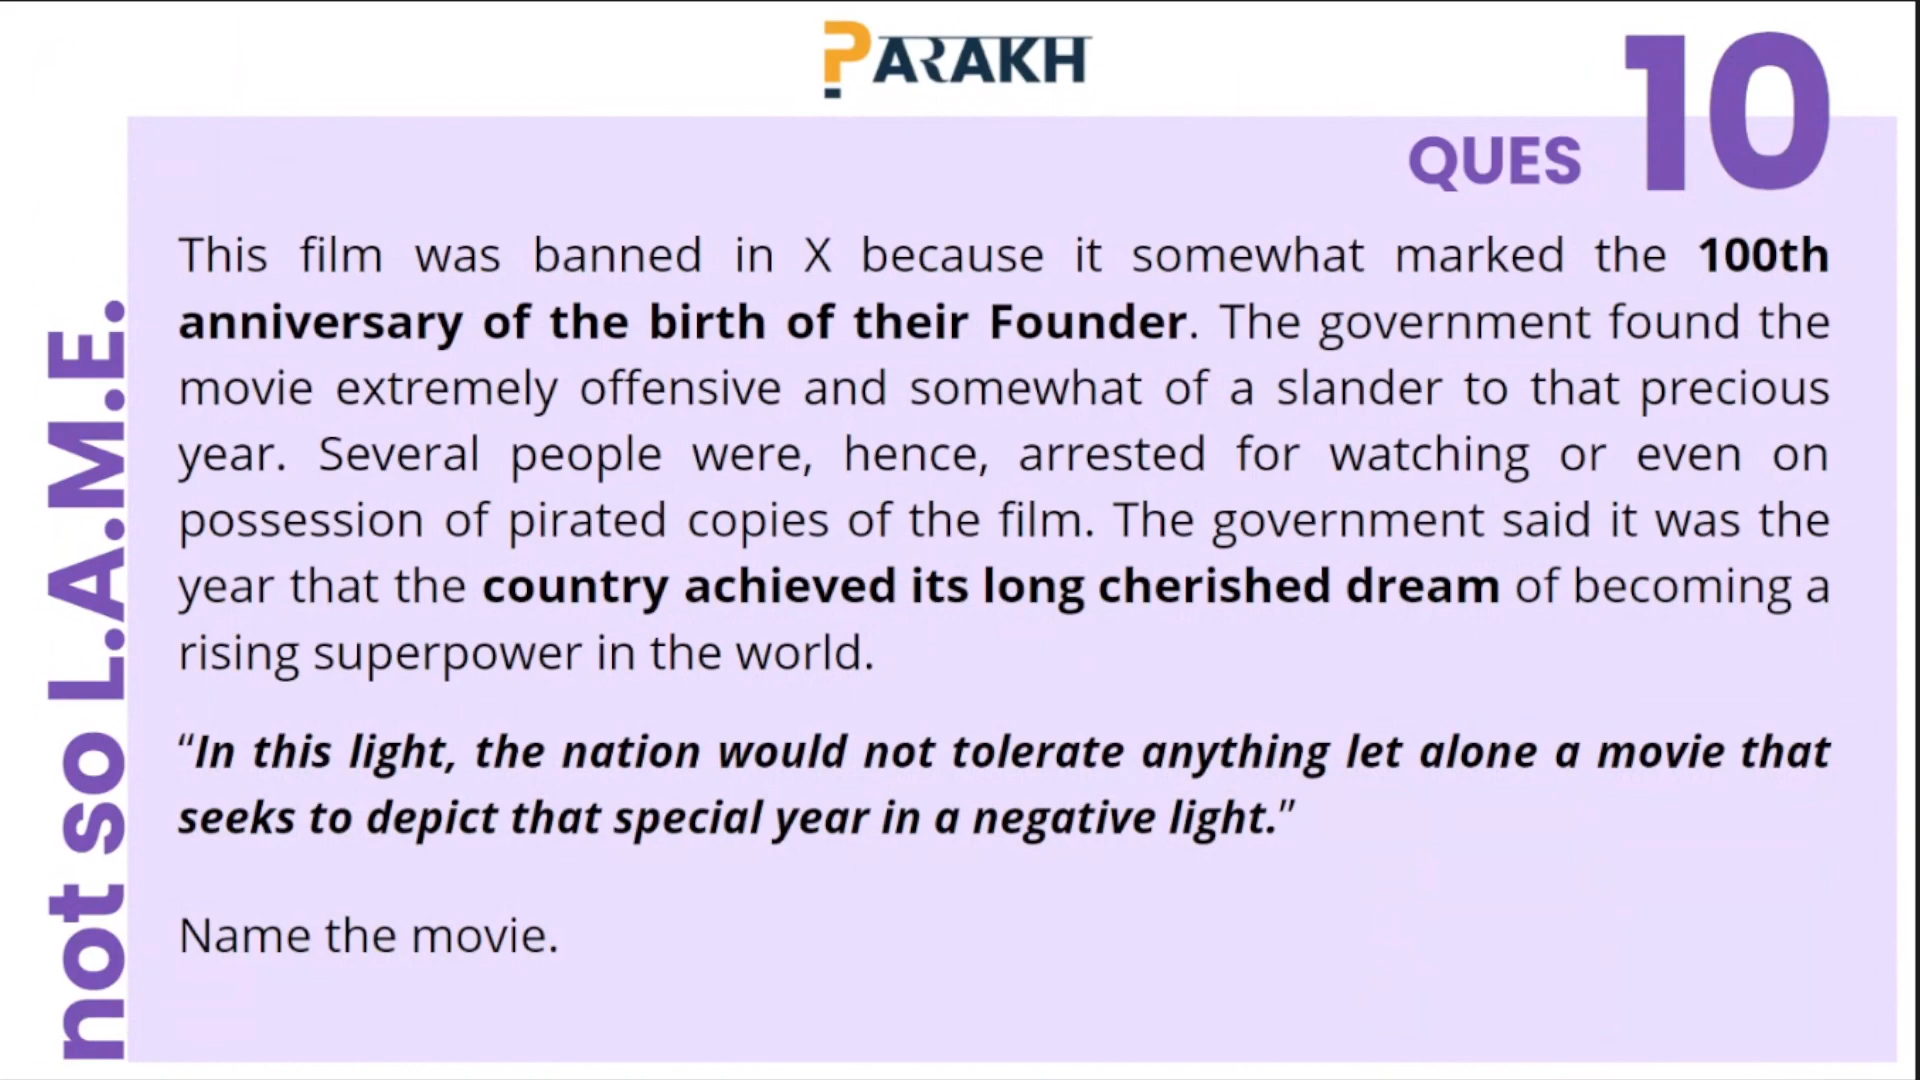 PARAKH
QUES 10
not so L.A.M.E.
This film was banned in X because it somewhat marked the 100th
anniversary of the birth of their Founder. The government found the
movie extremely offensive and somewhat of a slander to that precious
year. Several people were, hence, arrested for watching or even on
possession of pirated copies of the film. The government said it was the
year that the country achieved its long cherished dream of becoming a
rising superpower in the world.
“In this light, the nation would not tolerate anything let alone a movie that
seeks to depict that special year in a negative light.”
Name the movie.